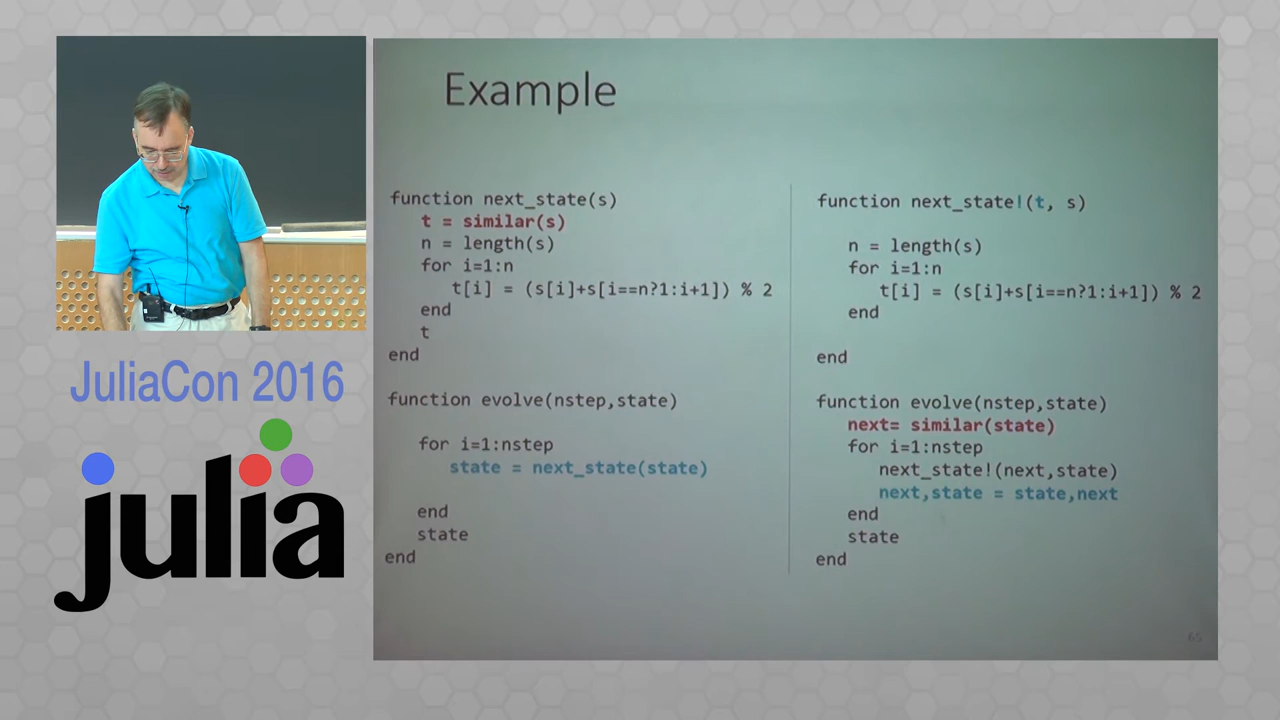 Example
function next_state(s)
t = similar(s)
n = length(s)
for i=1:n
t[i] = (s[i]+s[i==n?1:i+1]) % 2
end
t
end
function evolve(nstep,state)
for i=1:nstep
state = next_state(state)
end
state
end
function next_state!(t, s)
n = length(s)
for i=1:n
t[i] = (s[i]+s[i==n?1:i+1]) % 2
end
end
function evolve(nstep,state)
next= similar(state)
for i=1:nstep
next_state!(next,state)
next,state = state,next
end
state
end
65
JuliaCon 2016
julia